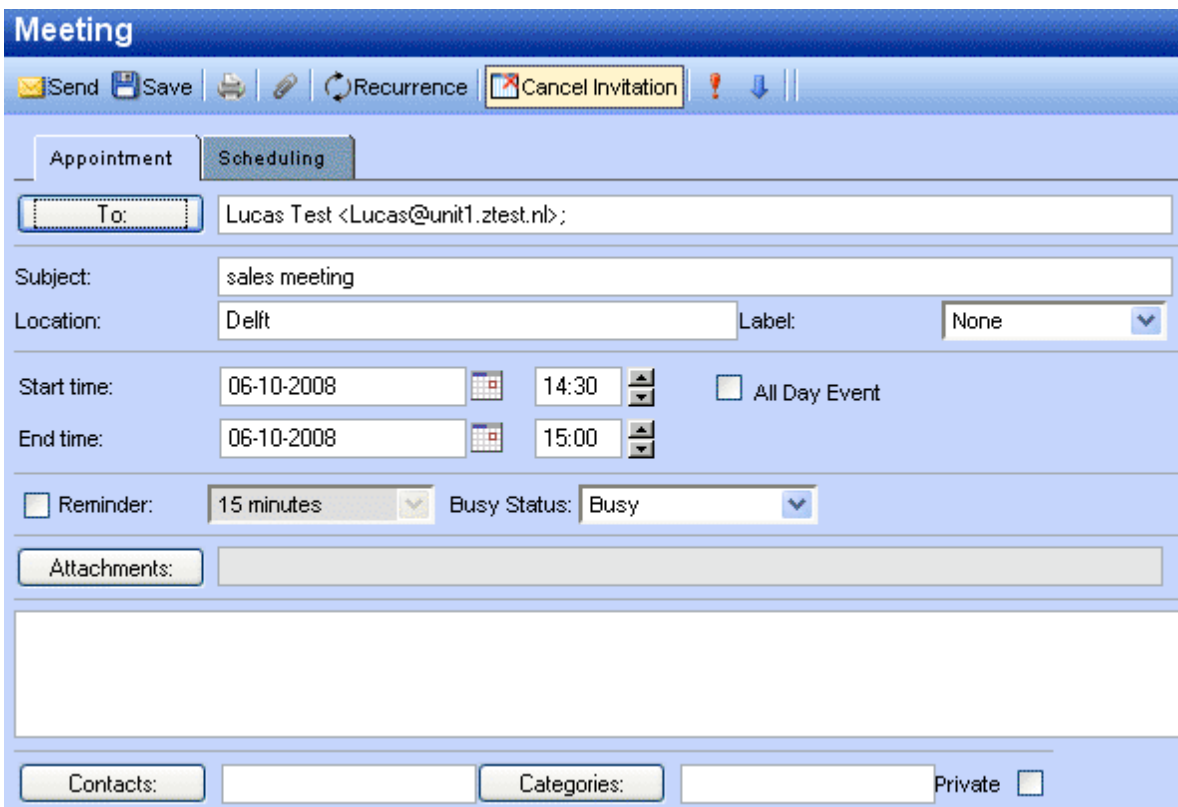 Meeting
Send Save Recurrence Cancel Invitation
Appointment Scheduling
To: Lucas Test <Lucas@unit1.ztest.nl>;
Subject: sales meeting
Location: Delft Label: None
Start time: 06-10-2008 14:30 All Day Event
End time: 06-10-2008 15:00
Reminder: 15 minutes Busy Status: Busy
Attachments:
Contacts: Categories: Private